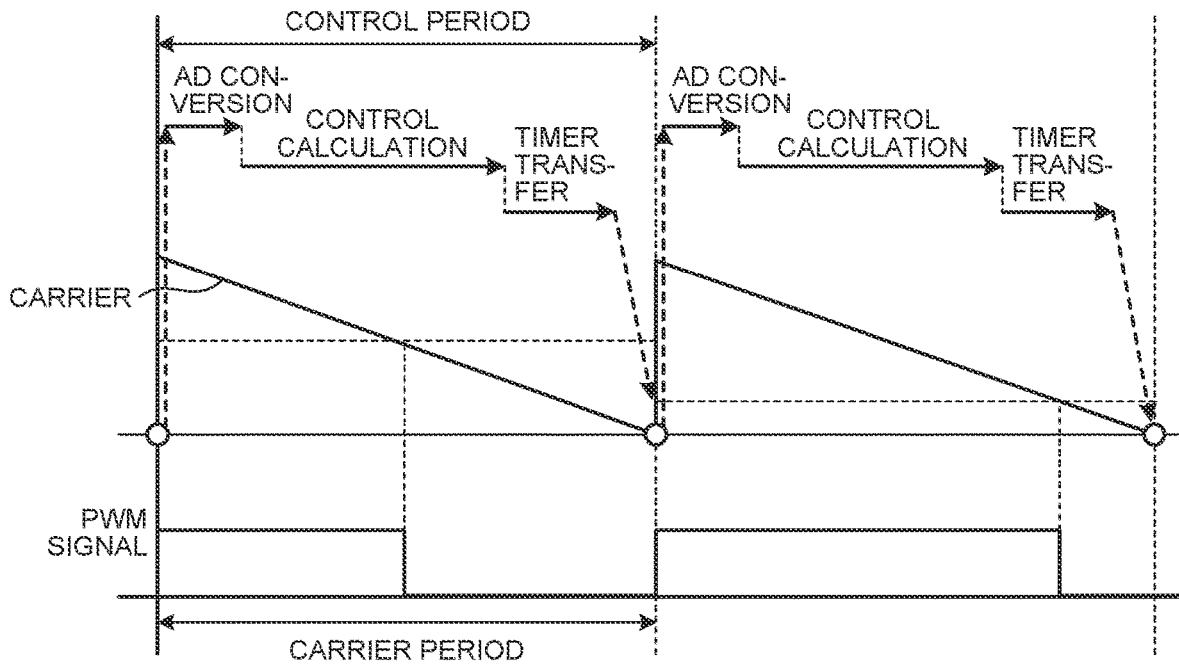 CONTROL PERIOD
AD CON-
VERSION
CONTROL
CALCULATION
TIMER
TRANS-
FER
AD CON-
VERSION
CONTROL
CALCULATION
TIMER
TRANS-
FER
CARRIER
PWM
SIGNAL
CARRIER PERIOD